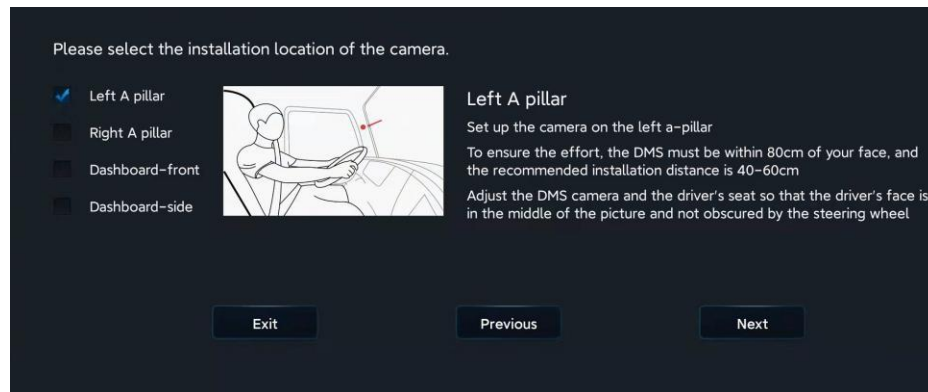 Please select the installation location of the camera.
Left A pillar
Right A pillar
Dashboard-front
Dashboard-side
Left A pillar
Set up the camera on the left a-pillar
To ensure the effort, the DMS must be within 80cm of your face, and
the recommended installation distance is 40-60cm
Adjust the DMS camera and the driver's seat so that the driver's face is
in the middle of the picture and not obscured by the steering wheel
Exit
Previous
Next